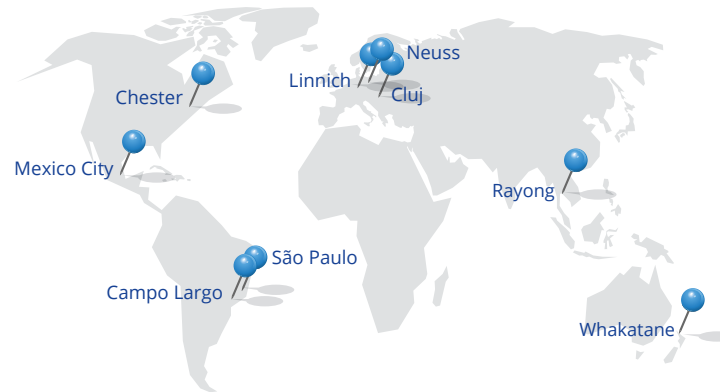 Neuss
Linnich
Cluj
Chester
Mexico City
Rayong
São Paulo
Campo Largo
Whakatane